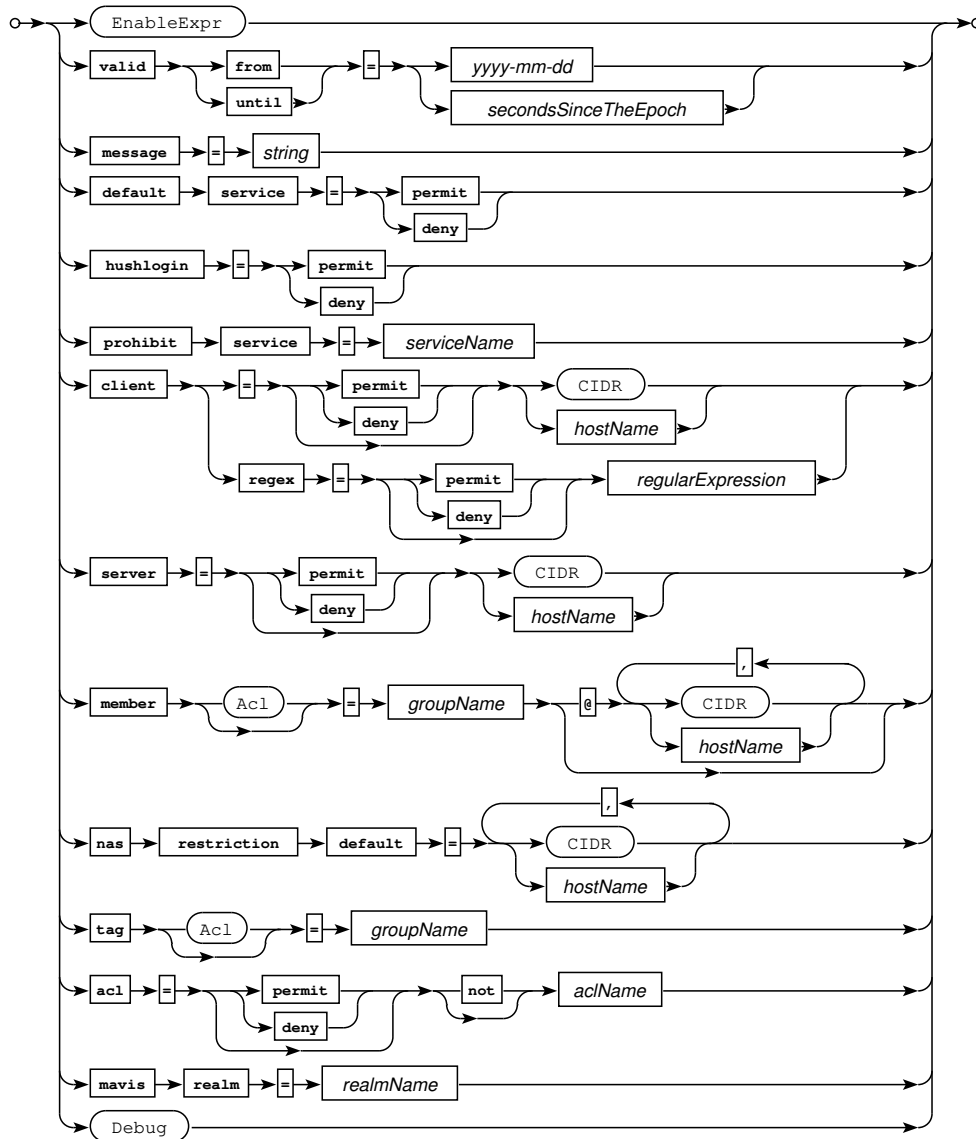 EnableExpr
valid from = yyyy-mm-dd
until secondsSinceTheEpoch
message = string
default service = permit
deny
hushlogin = permit
deny
prohibit service = serviceName
client = permit CIDR
deny hostName
regex = permit regularExpression
deny
server = permit CIDR
deny hostName
,
member Acl = groupName @ CIDR
hostName
,
nas restriction default = CIDR
hostName
tag Acl = groupName
acl = permit not aclName
deny
mavis realm = realmName
Debug